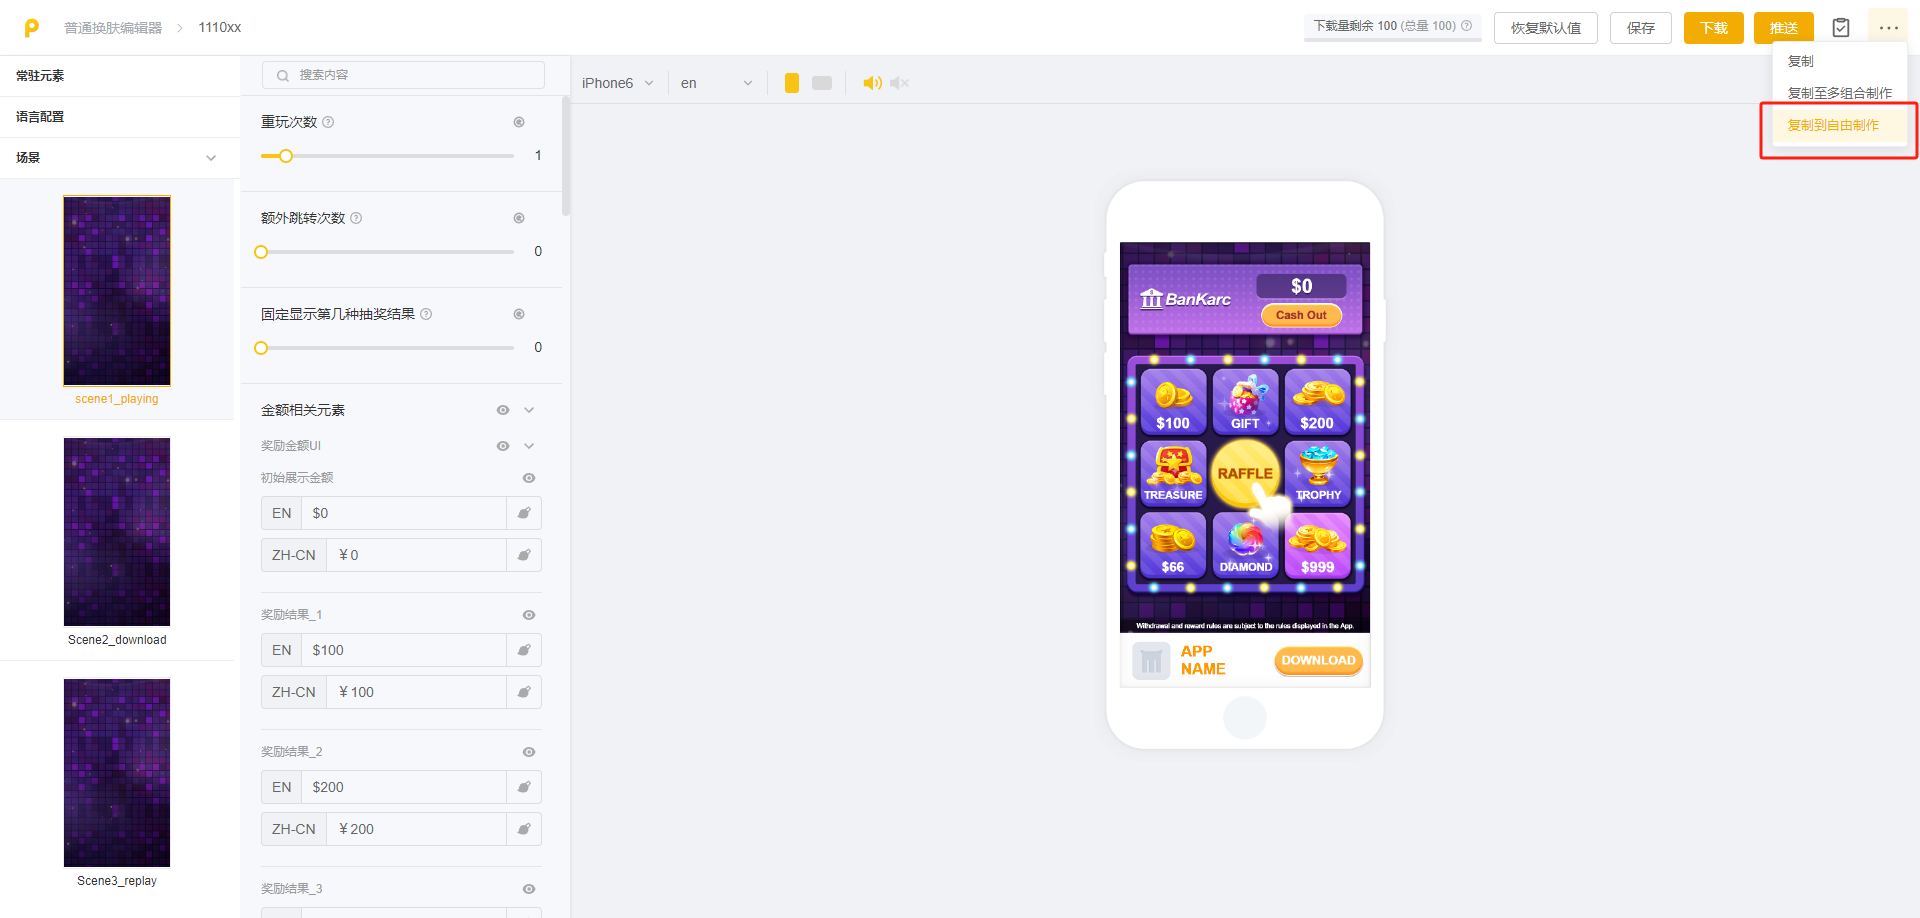 普通换肤编辑器 > 1110xx
下载量剩余 100 (总量 100)
恢复默认值
保存
下载
推送
复制
复制至多组合制作
复制到自由制作
常驻元素
语言配置
场景
scene1_playing
Scene2_download
Scene3_replay
搜索内容
重玩次数
1
额外跳转次数
0
固定显示第几种抽奖结果
0
金额相关元素
奖励金额UI
初始展示金额
EN $0
ZH-CN ¥0
奖励结果_1
EN $100
ZH-CN ¥100
奖励结果_2
EN $200
ZH-CN ¥200
奖励结果_3
iPhone6
en
BanKarc
$0
Cash Out
$100 GIFT $200
TREASURE RAFFLE TROPHY
$66 DIAMOND $999
Withdrawal and reward rules are subject to the rules displayed in the App.
APP
NAME
DOWNLOAD